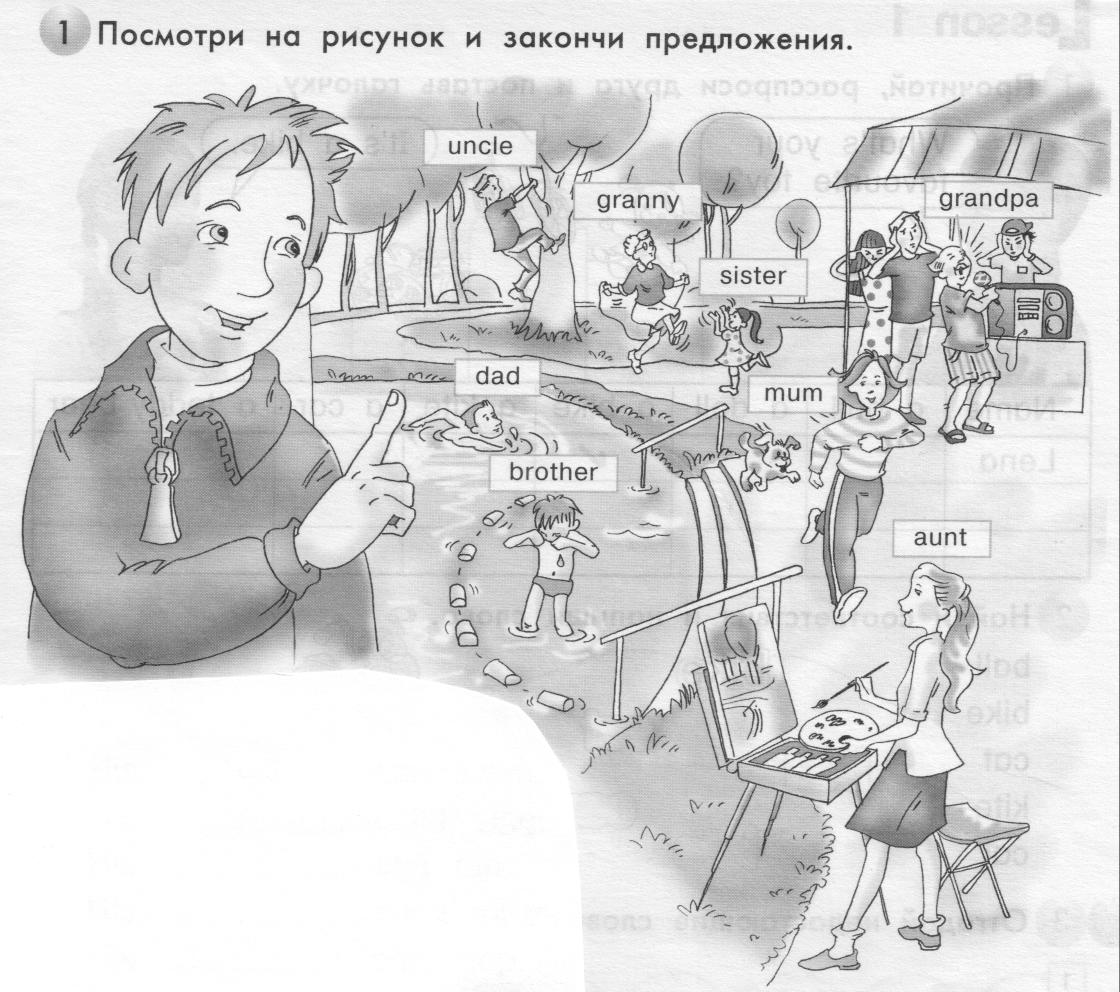 1 Посмотри на рисунок и закончи предложения.
uncle
granny
grandpa
sister
dad
mum
brother
aunt